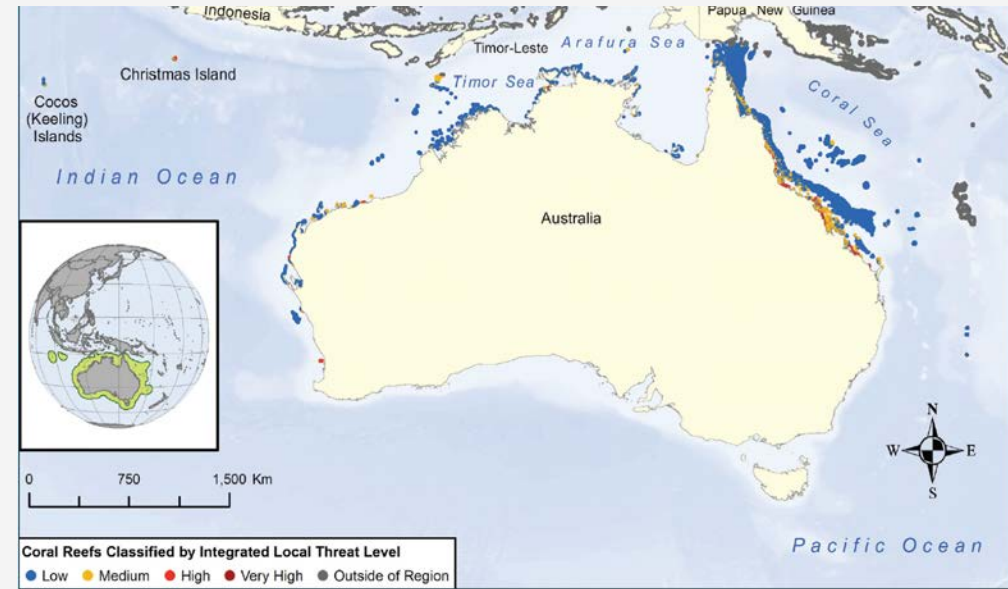 Indonesia
Papua New Guinea
Timor-Leste
Arafura Sea
Christmas Island
Timor Sea
Cocos
(Keeling)
Islands
Coral Sea
Indian Ocean
Australia
N
W
E
S
0
750
1,500 Km
Pacific Ocean
Coral Reefs Classified by Integrated Local Threat Level
Low Medium High Very High Outside of Region